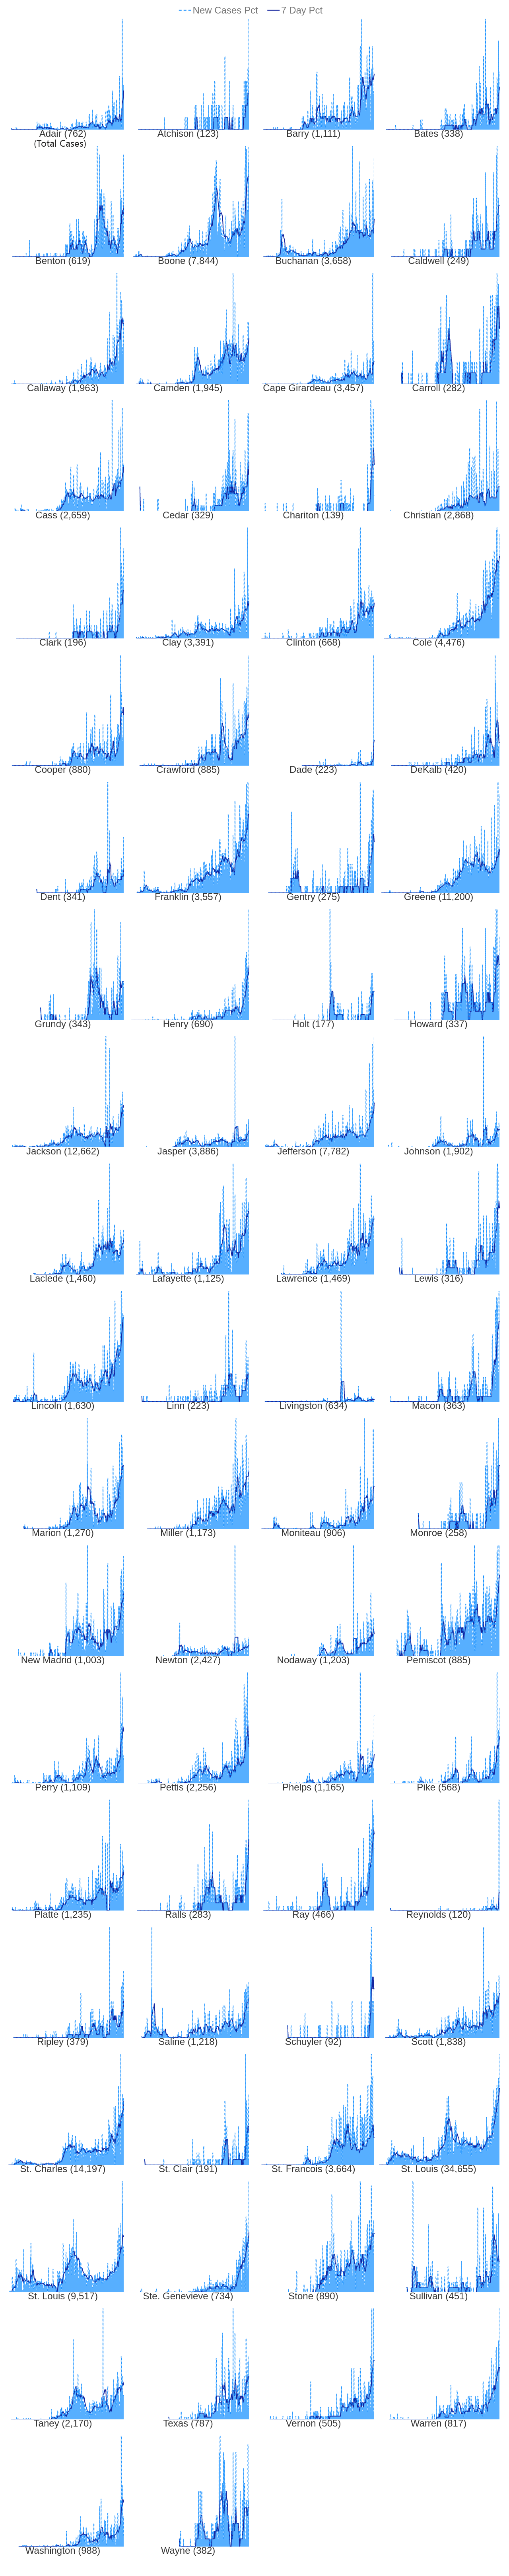 New Cases Pct 7 Day Pct
Adair (762) Atchison (123) Barry (1,111) Bates (338)
(Total Cases)
Benton (619) Boone (7,844) Buchanan (3,658) Caldwell (249)
Callaway (1,963) Camden (1,945) Cape Girardeau (3,457) Carroll (282)
Cass (2,659) Cedar (329) Chariton (139) Christian (2,868)
Clark (196) Clay (3,391) Clinton (668) Cole (4,476)
Cooper (880) Crawford (885) Dade (223) DeKalb (420)
Dent (341) Franklin (3,557) Gentry (275) Greene (11,200)
Grundy (343) Henry (690) Holt (177) Howard (337)
Jackson (12,662) Jasper (3,886) Jefferson (7,782) Johnson (1,902)
Laclede (1,460) Lafayette (1,125) Lawrence (1,469) Lewis (316)
Lincoln (1,630) Linn (223) Livingston (634) Macon (363)
Marion (1,270) Miller (1,173) Moniteau (906) Monroe (258)
New Madrid (1,003) Newton (2,427) Nodaway (1,203) Pemiscot (885)
Perry (1,109) Pettis (2,256) Phelps (1,165) Pike (568)
Platte (1,235) Ralls (283) Ray (466) Reynolds (120)
Ripley (379) Saline (1,218) Schuyler (92) Scott (1,838)
St. Charles (14,197) St. Clair (191) St. Francois (3,664) St. Louis (34,655)
St. Louis (9,517) Ste. Genevieve (734) Stone (890) Sullivan (451)
Taney (2,170) Texas (787) Vernon (505) Warren (817)
Washington (988) Wayne (382)